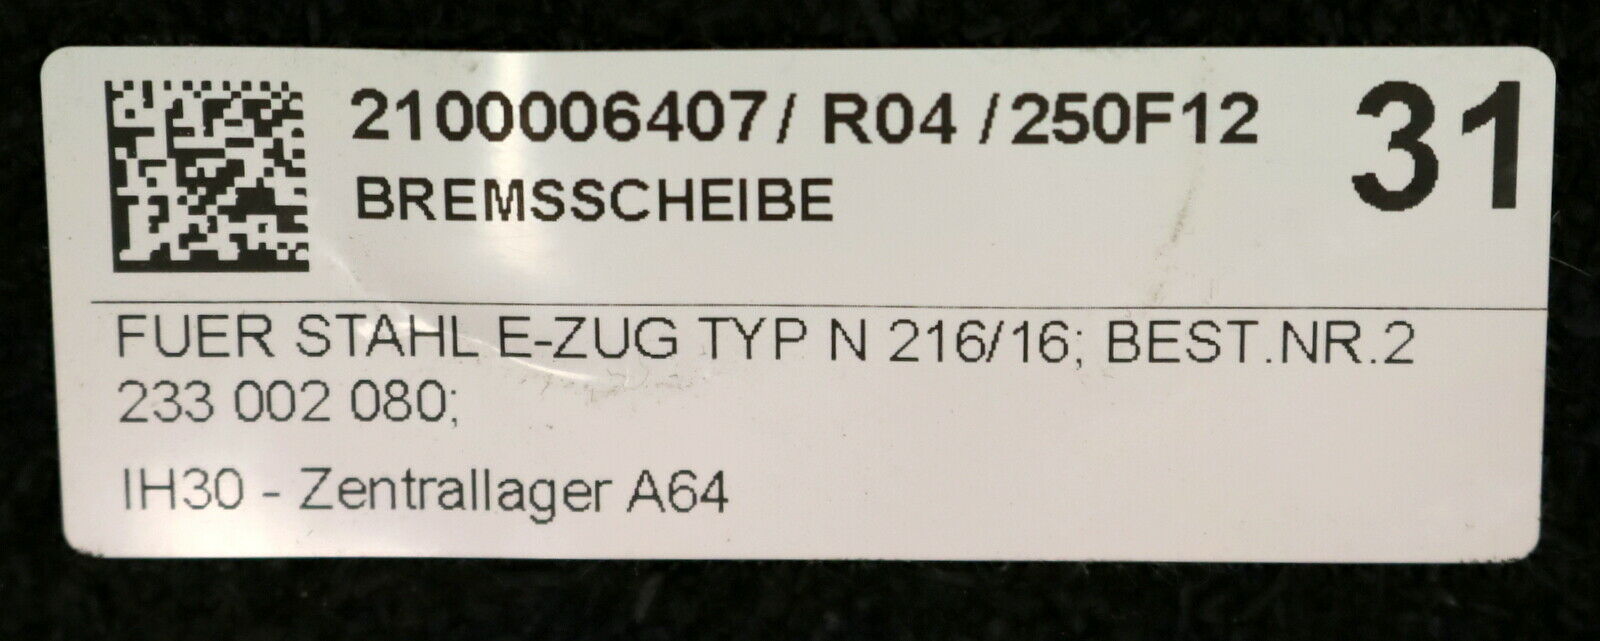 2100006407/ R04 /250F12
31
BREMSSCHEIBE
FUER STAHL E-ZUG TYP N 216/16; BEST.NR.2
233 002 080;
IH30 - Zentrallager A64